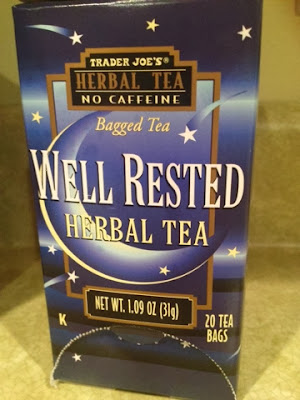 TRADER JOE'S®
HERBAL TEA
NO CAFFEINE
Bagged Tea
WELL RESTED
HERBAL TEA
NET WT. 1.09 OZ (31g)
K
20 TEA
BAGS